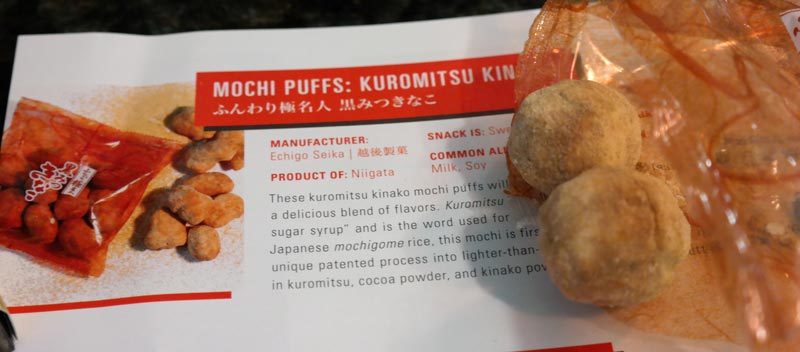 MOCHI PUFFS: KUROMITSU KIN
ふんわり極名人 黒みつきなこ
MANUFACTURER:
Echigo Seika | 越後製菓
PRODUCT OF: Niigata
SNACK IS: Swe
COMMON ALL
Milk, Soy
These kuromitsu kinako mochi puffs will
a delicious blend of flavors. Kuromitsu
sugar syrup" and is the word used for
Japanese mochigome rice, this mochi is firs
unique patented process into lighter-than-
in kuromitsu, cocoa powder, and kinako pow